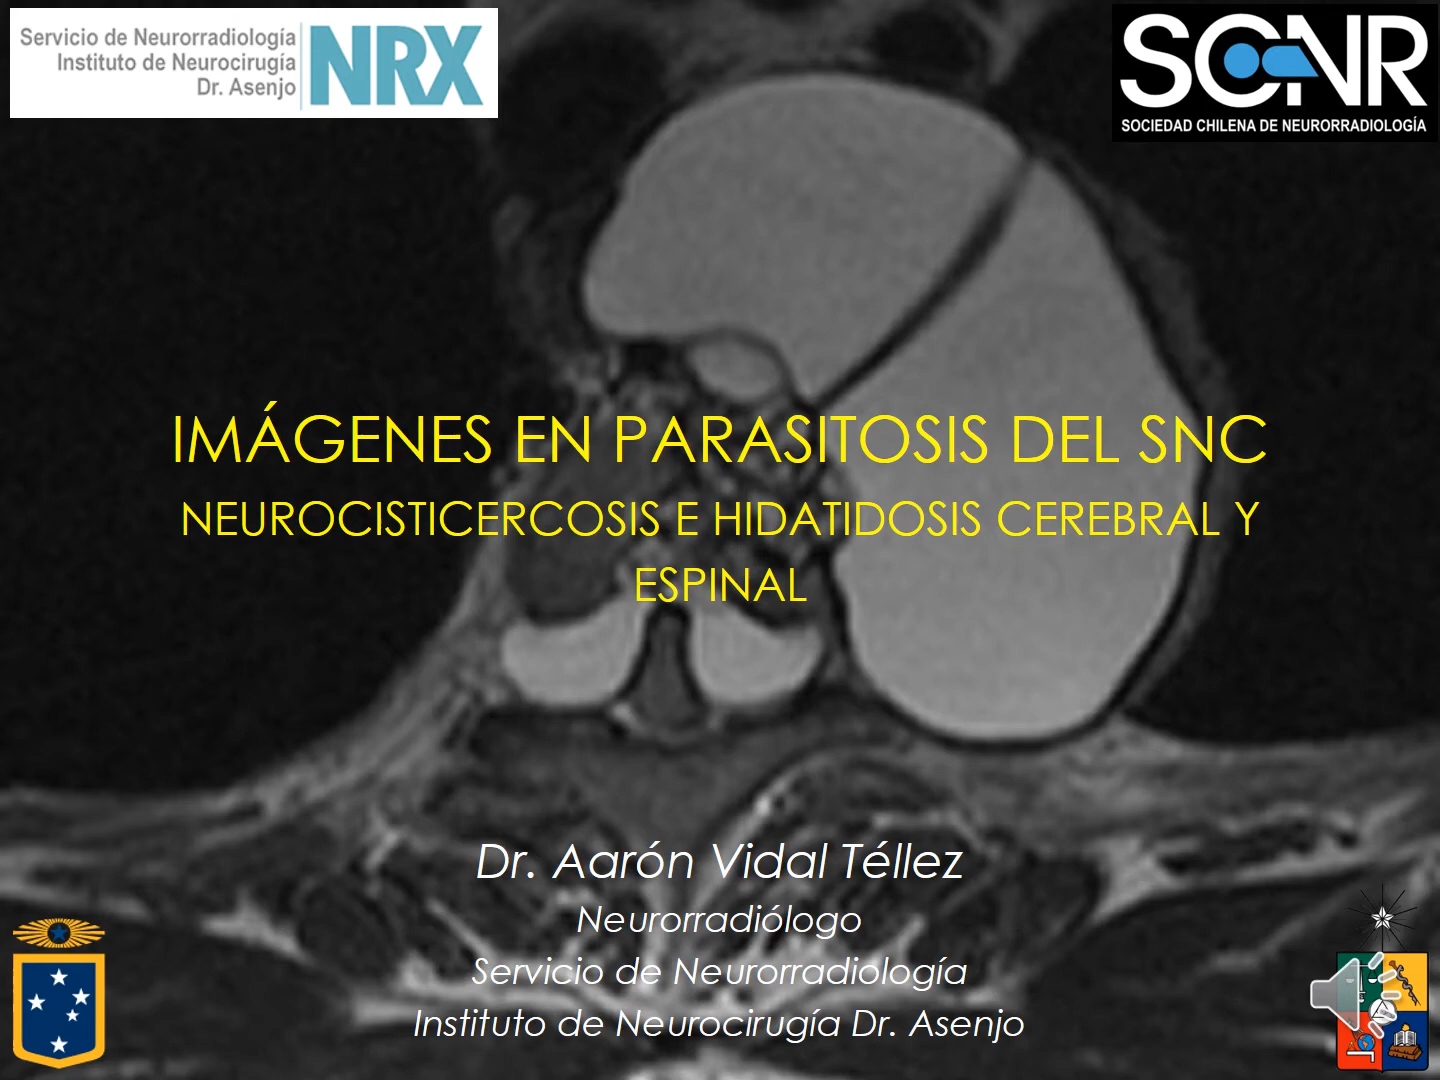 Servicio de Neurorradiología
Instituto de Neurocirugía
Dr. Asenjo
NRX
SCNR
SOCIEDAD CHILENA DE NEURORRADIOLOGÍA
IMÁGENES EN PARASITOSIS DEL SNC
NEUROCISTICERCOSIS E HIDATIDOSIS CEREBRAL Y
ESPINAL
Dr. Aarón Vidal Téllez
Neurorradiólogo
Servicio de Neurorradiología
Instituto de Neurocirugía Dr. Asenjo